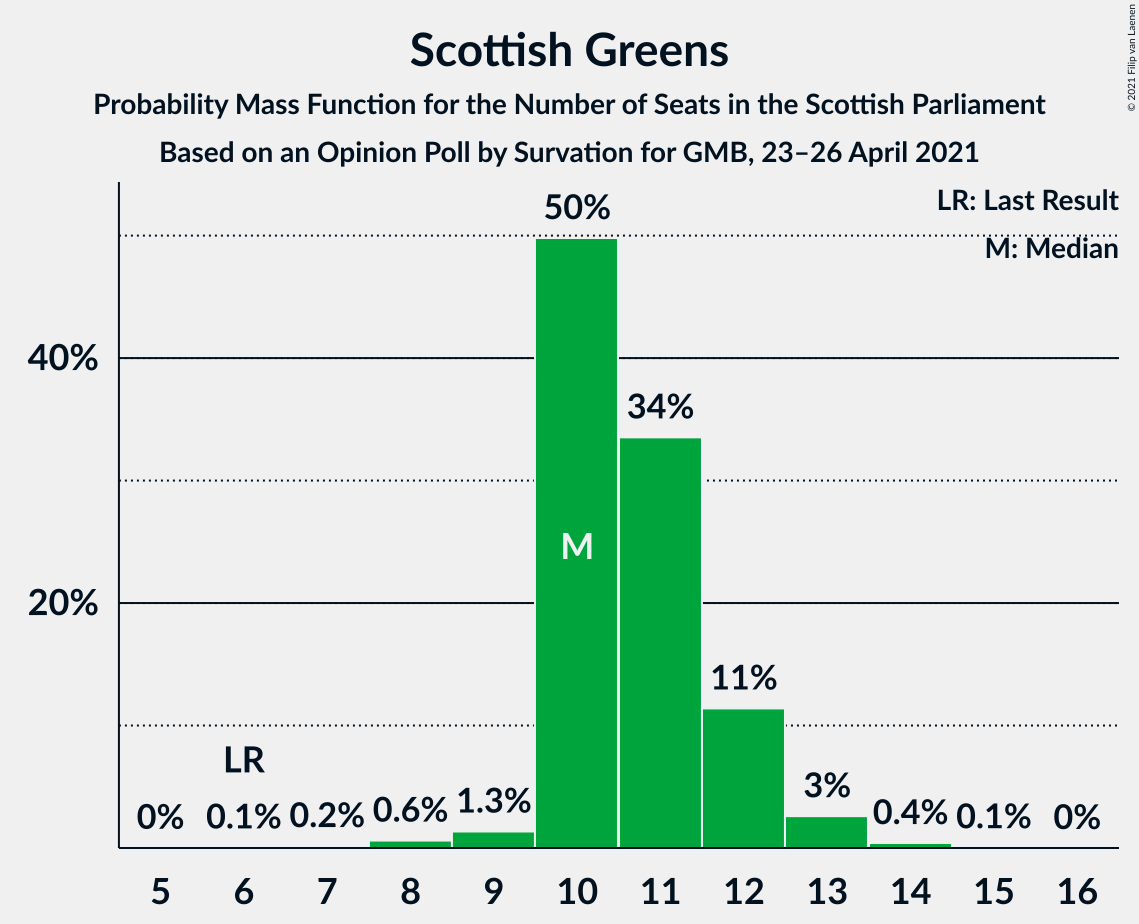 Scottish Greens
Probability Mass Function for the Number of Seats in the Scottish Parliament
Based on an Opinion Poll by Survation for GMB, 23–26 April 2021
© 2021 Filip van Laenen
LR: Last Result
M: Median
50%
40%
34%
M
20%
11%
LR
0% 0.1% 0.2% 0.6% 1.3% 3% 0.4% 0.1% 0%
5 6 7 8 9 10 11 12 13 14 15 16